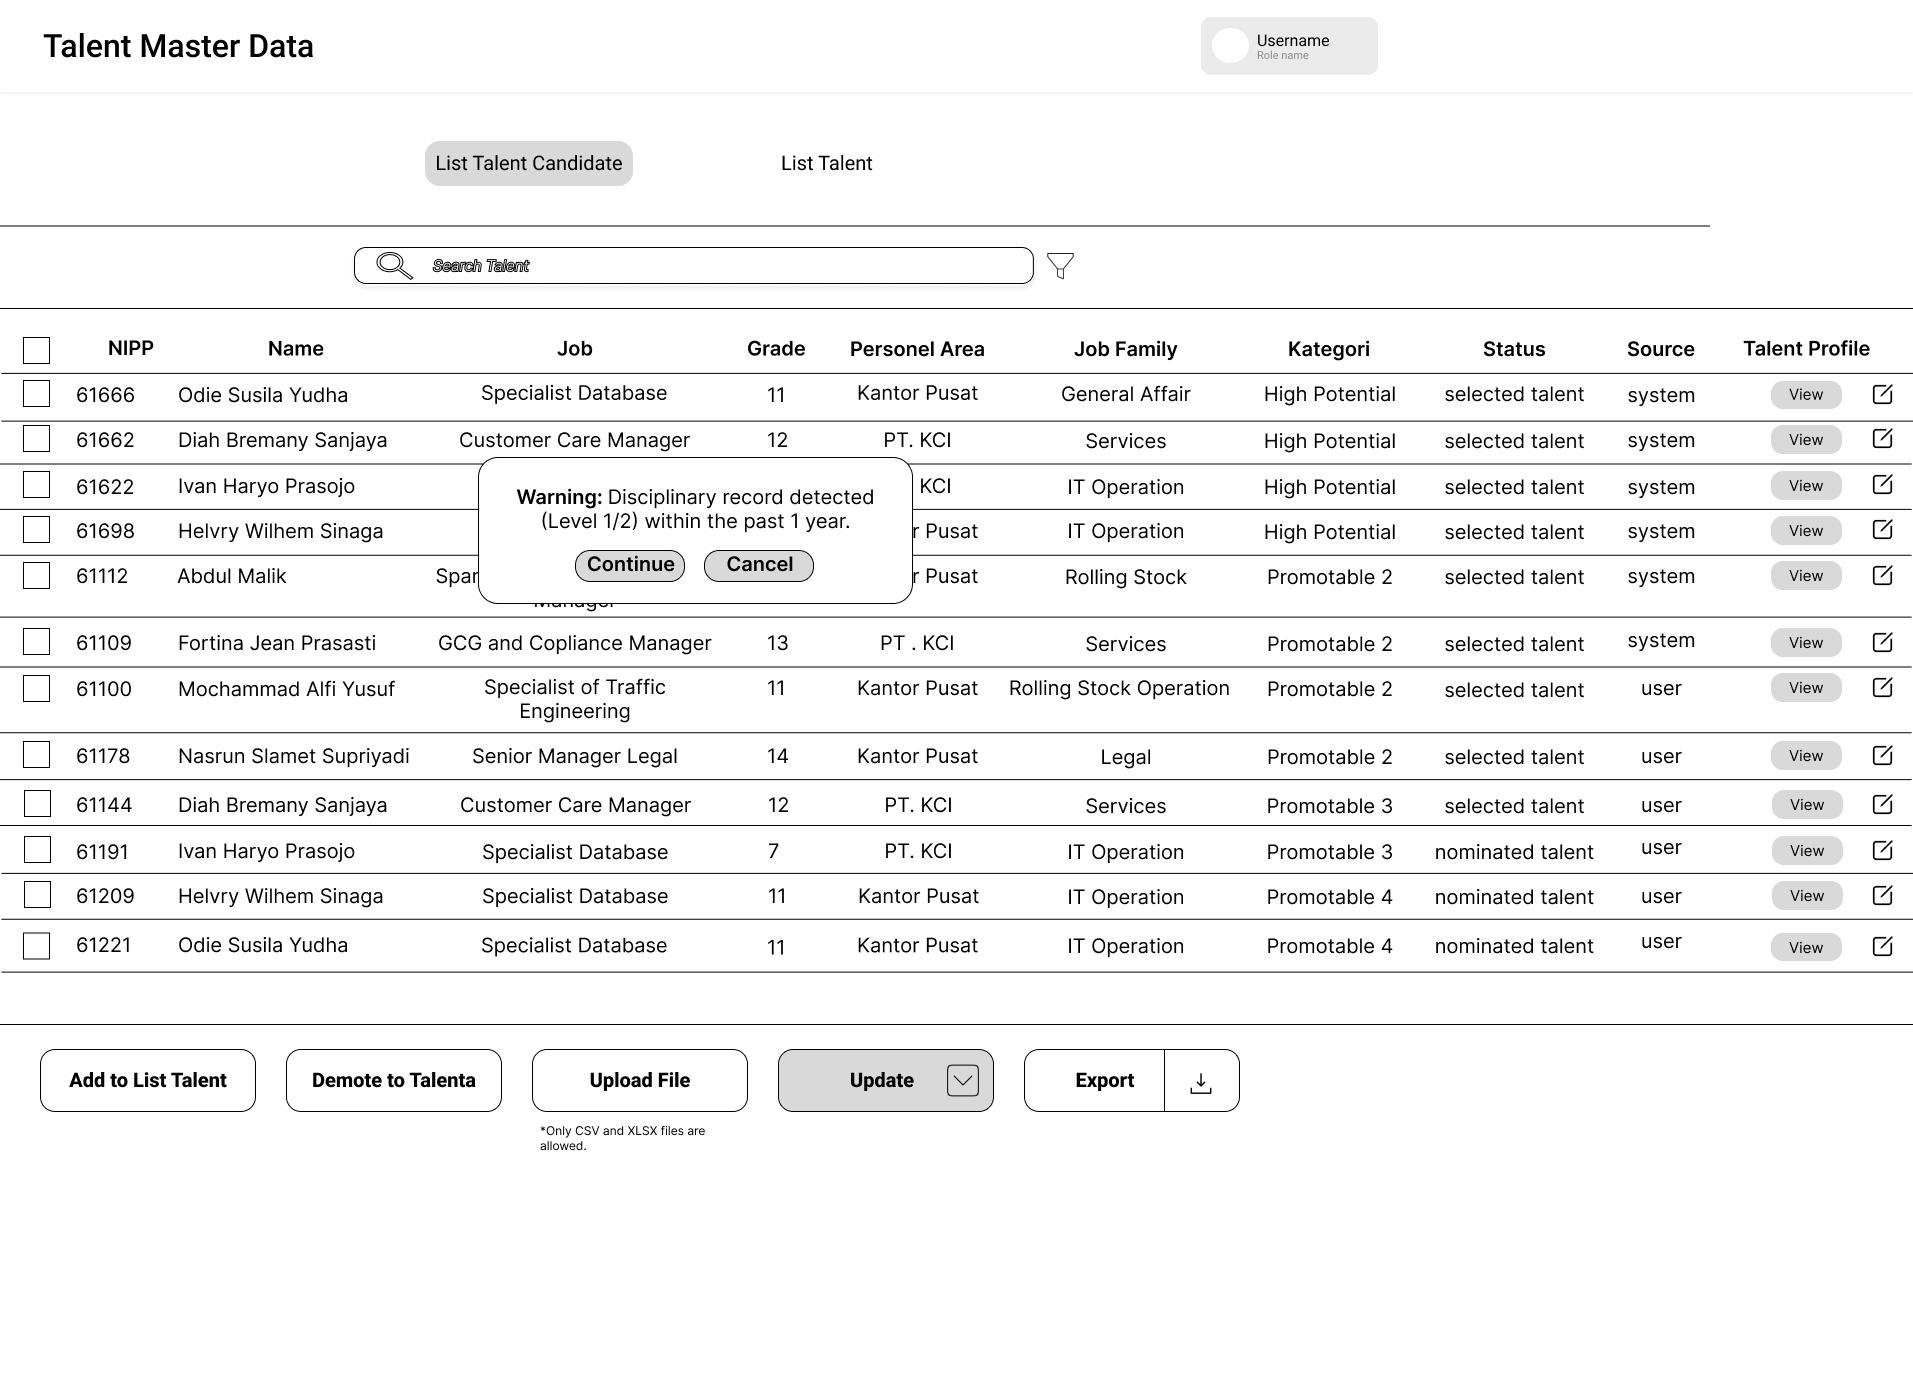 Talent Master Data
Username
Role name
List Talent Candidate
List Talent
Search Talent
NIPP Name Job Grade Personel Area Job Family Kategori Status Source Talent Profile
61666 Odie Susila Yudha Specialist Database 11 Kantor Pusat General Affair High Potential selected talent system View
61662 Diah Bremany Sanjaya Customer Care Manager 12 PT. KCI Services High Potential selected talent system View
61622 Ivan Haryo Prasojo KCI IT Operation High Potential selected talent system View
61698 Helvry Wilhem Sinaga Pusat IT Operation High Potential selected talent system View
61112 Abdul Malik Pusat Rolling Stock Promotable 2 selected talent system View
Warning: Disciplinary record detected
(Level 1/2) within the past 1 year.
Continue Cancel
61109 Fortina Jean Prasasti GCG and Copliance Manager 13 PT . KCI Services Promotable 2 selected talent system View
61100 Mochammad Alfi Yusuf Specialist of Traffic 11 Kantor Pusat Rolling Stock Operation Promotable 2 selected talent user View
Engineering
61178 Nasrun Slamet Supriyadi Senior Manager Legal 14 Kantor Pusat Legal Promotable 2 selected talent user View
61144 Diah Bremany Sanjaya Customer Care Manager 12 PT. KCI Services Promotable 3 selected talent user View
61191 Ivan Haryo Prasojo Specialist Database 7 PT. KCI IT Operation Promotable 3 nominated talent user View
61209 Helvry Wilhem Sinaga Specialist Database 11 Kantor Pusat IT Operation Promotable 4 nominated talent user View
61221 Odie Susila Yudha Specialist Database 11 Kantor Pusat IT Operation Promotable 4 nominated talent user View
Add to List Talent
Demote to Talenta
Upload File
Update
Export
*Only CSV and XLSX files are
allowed.